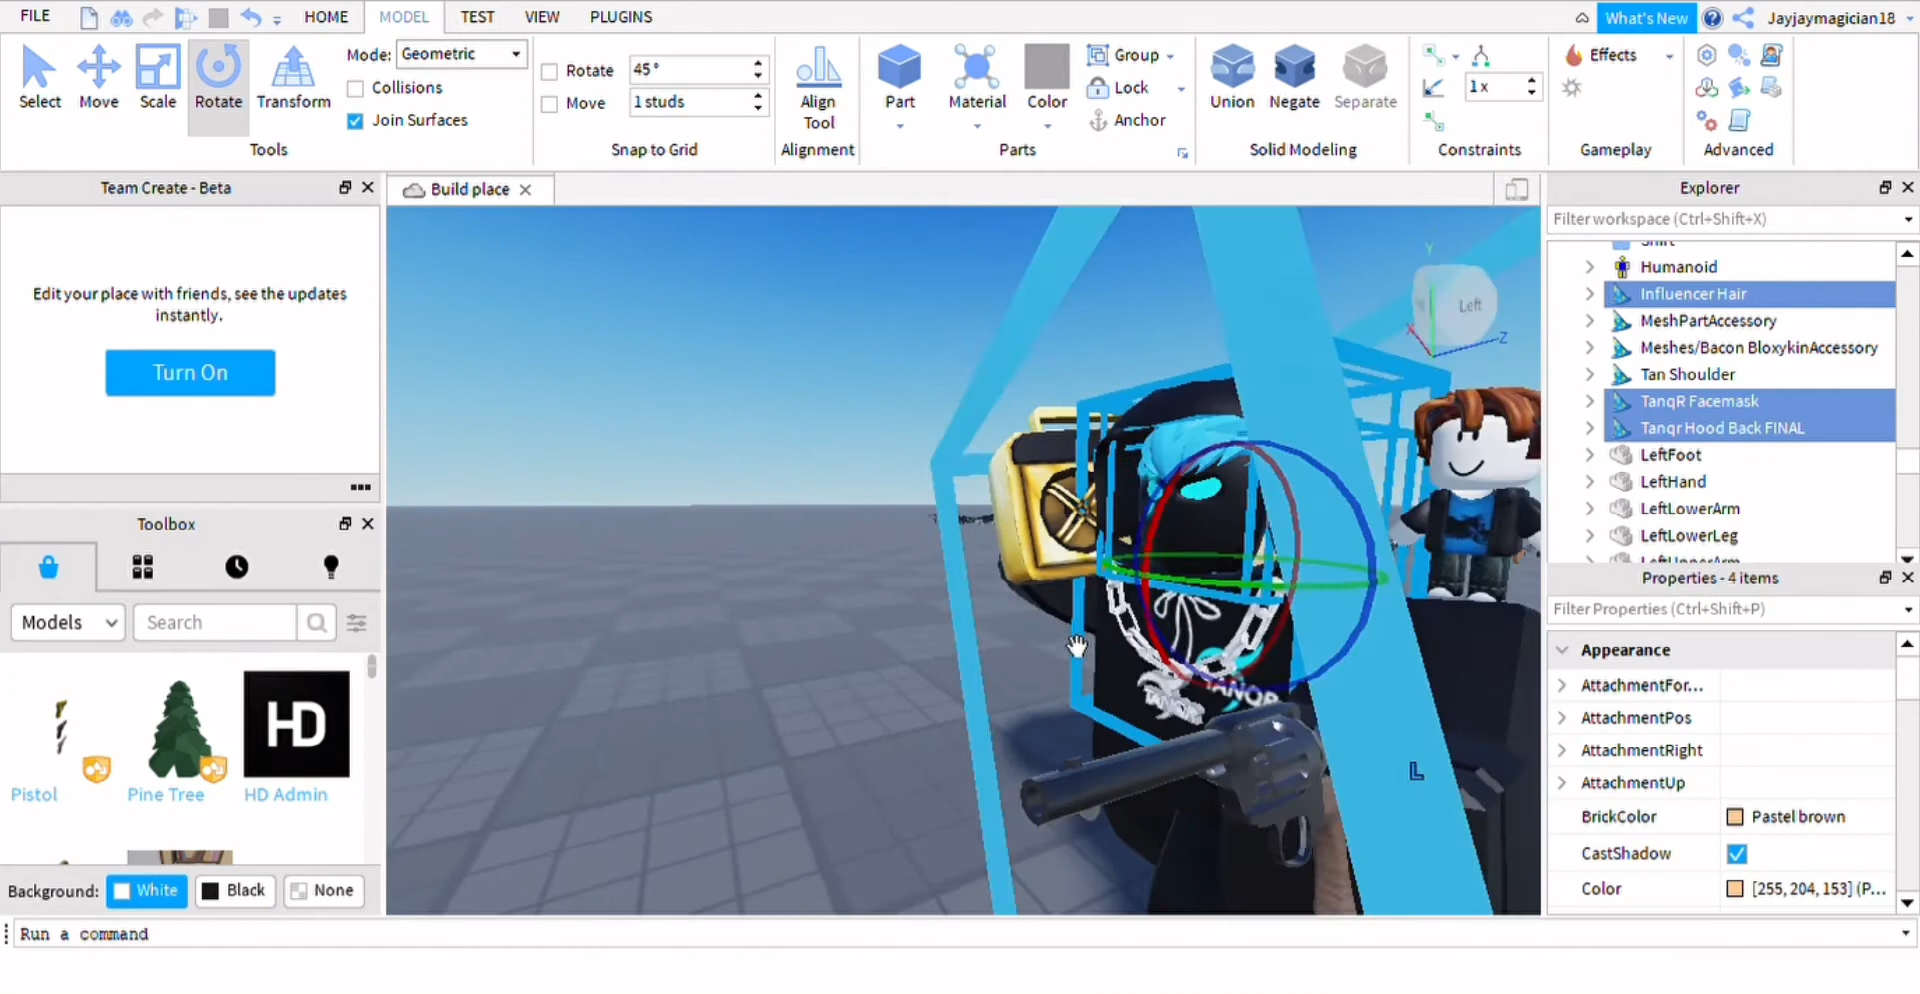 FILE HOME MODEL TEST VIEW PLUGINS What's New Jayjaymagician18
Select Move Scale Rotate Transform
Mode: Geometric
Collisions
Join Surfaces
Tools
Rotate 45°
Move 1 studs
Snap to Grid
Align
Tool
Alignment
Part Material Color
Group
Lock
Anchor
Parts
Union Negate Separate
Solid Modeling
1 x
Constraints
Effects
Gameplay
Advanced
Team Create - Beta
Edit your place with friends, see the updates
instantly.
Turn On
Toolbox
Models Search
HD
Pistol Pine Tree HD Admin
Background: White Black None
Build place
Y
Left
X
Z
TANQR
TANQR
L
Explorer
Filter workspace (Ctrl+Shift+X)
Shirt
Humanoid
Influencer Hair
MeshPartAccessory
Meshes/Bacon BloxykinAccessory
Tan Shoulder
TanqR Facemask
Tanqr Hood Back FINAL
LeftFoot
LeftHand
LeftLowerArm
LeftLowerLeg
LeftUpperArm
Properties - 4 items
Filter Properties (Ctrl+Shift+P)
Appearance
AttachmentFor...
AttachmentPos
AttachmentRight
AttachmentUp
BrickColor Pastel brown
CastShadow
Color [255, 204, 153] (P...
Run a command